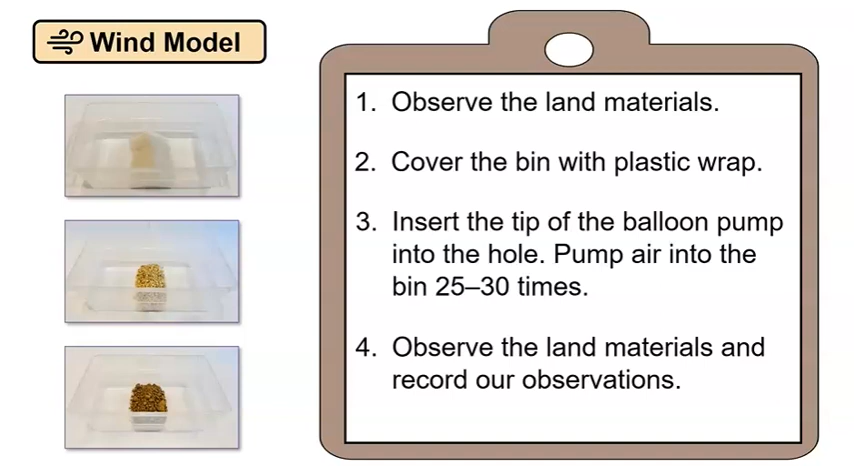 Wind Model
1. Observe the land materials.
2. Cover the bin with plastic wrap.
3. Insert the tip of the balloon pump
into the hole. Pump air into the
bin 25–30 times.
4. Observe the land materials and
record our observations.